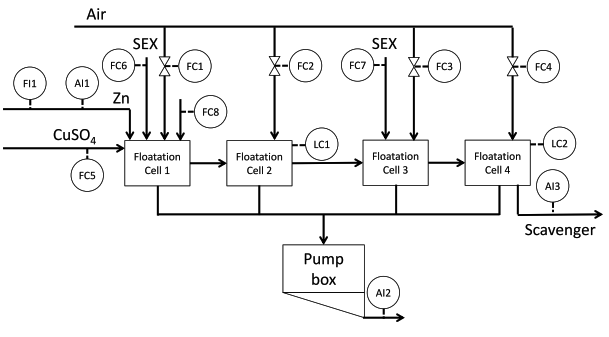 Air
SEX
SEX
FC6
FC1
FC2
FC7
FC3
FC4
FI1
AI1
Zn
FC8
CuSO₄
LC1
LC2
Floatation
Cell 1
Floatation
Cell 2
Floatation
Cell 3
Floatation
Cell 4
FC5
AI3
Scavenger
Pump
box
AI2